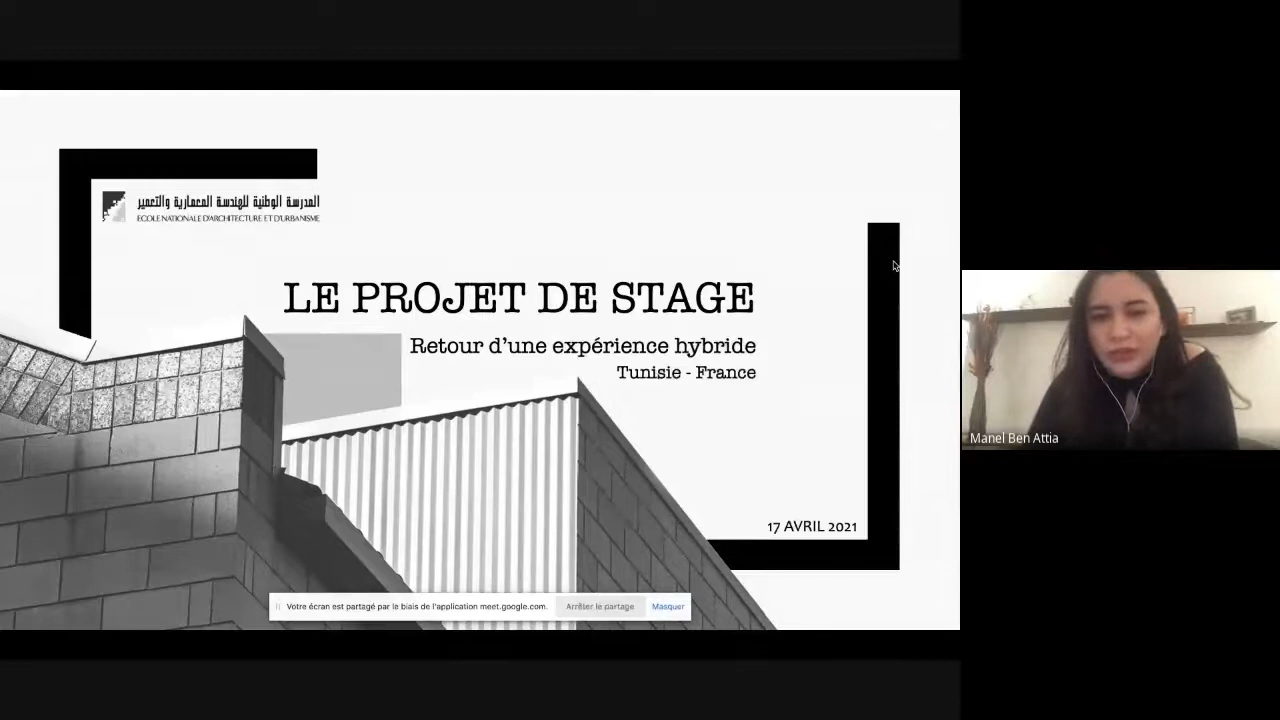 المدرسة الوطنية للهندسة المعمارية والتعمير
ECOLE NATIONALE D'ARCHITECTURE ET D'URBANISME
LE PROJET DE STAGE
Retour d'une expérience hybride
Tunisie - France
17 AVRIL 2021
Votre écran est partagé par le biais de l'application meet.google.com.
Arrêter le partage
Masquer
Manel Ben Attia